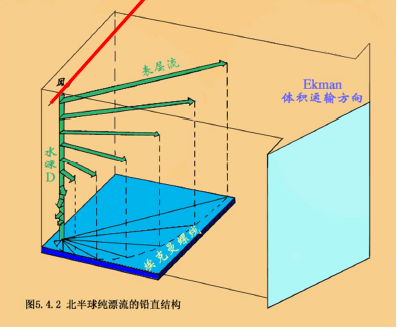 风
表层流
Ekman
体积运输方向
水深
D
埃克曼螺线
图5.4.2 北半球纯漂流的铅直结构